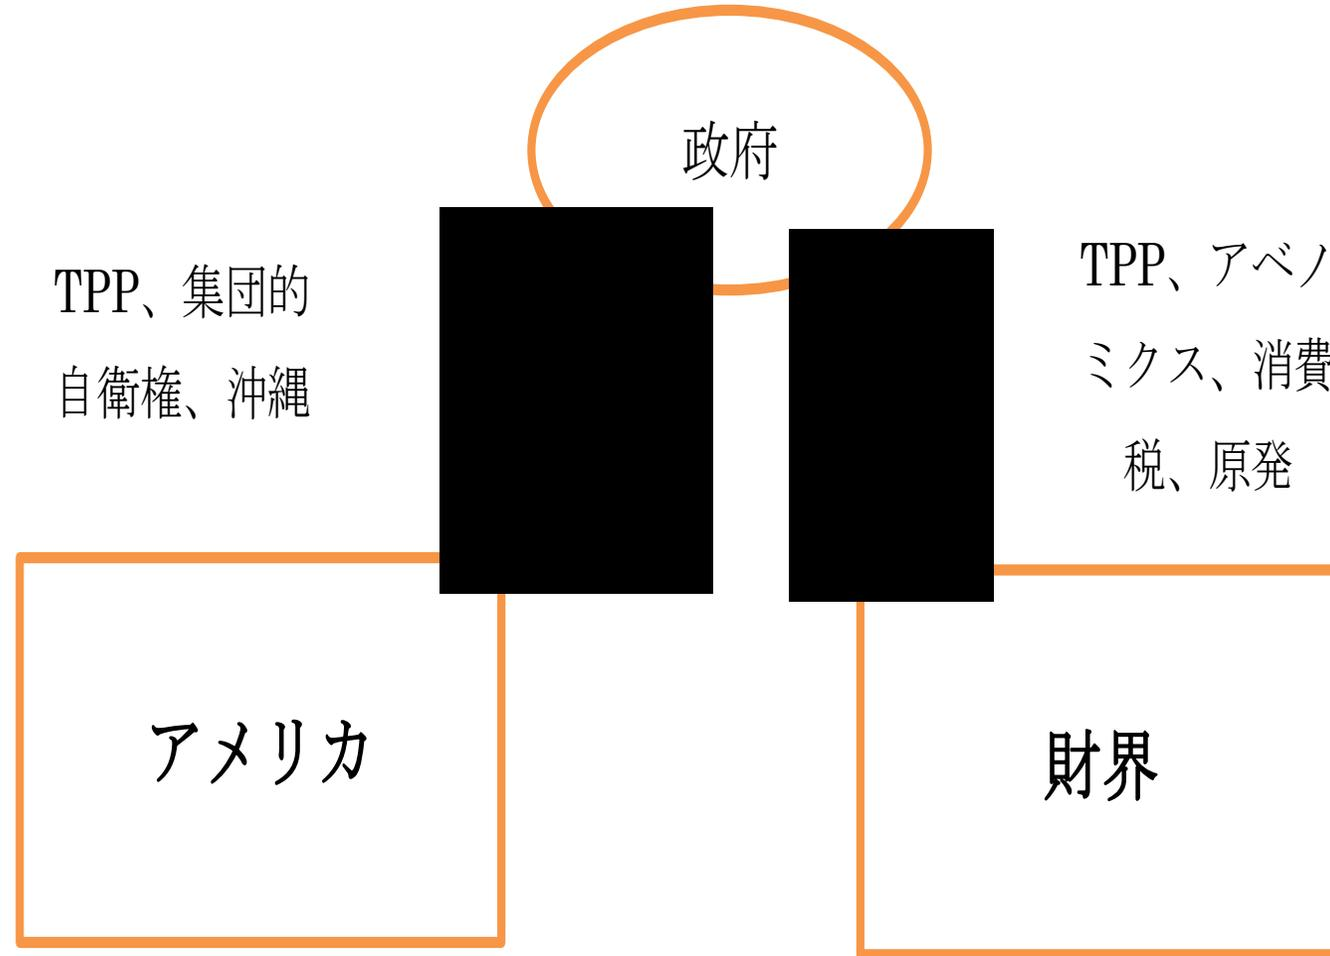 政府
TPP、集団的
自衛権、沖縄
TPP、アベノ
ミクス、消費
税、原発
アメリカ
財界